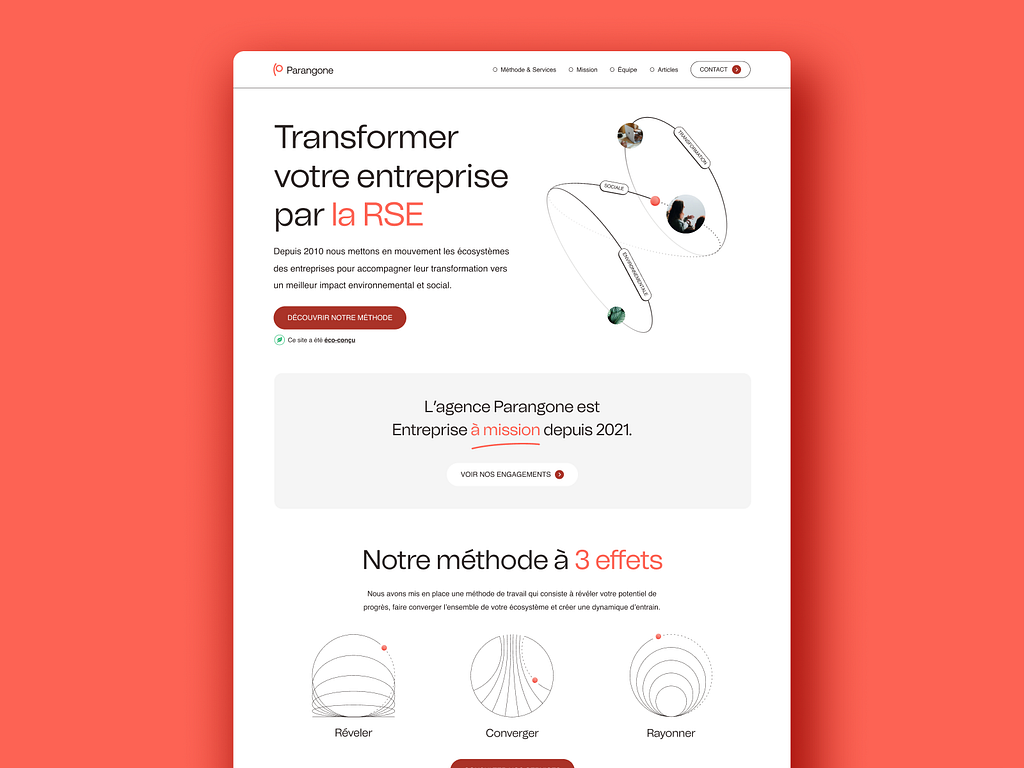 Parangone
Méthode & Services
Mission
Équipe
Articles
CONTACT
Transformer
votre entreprise
par la RSE
TRANSFORMATION
SOCIALE
ENVIRONNEMENTALE
Depuis 2010 nous mettons en mouvement les écosystèmes
des entreprises pour accompagner leur transformation vers
un meilleur impact environnemental et social.
DÉCOUVRIR NOTRE MÉTHODE
Ce site a été éco-conçu
L’agence Parangone est
Entreprise à mission depuis 2021.
VOIR NOS ENGAGEMENTS
Notre méthode à 3 effets
Nous avons mis en place une méthode de travail qui consiste à révéler votre potentiel de
progrès, faire converger l’ensemble de votre écosystème et créer une dynamique d’entrain.
Réveler
Converger
Rayonner